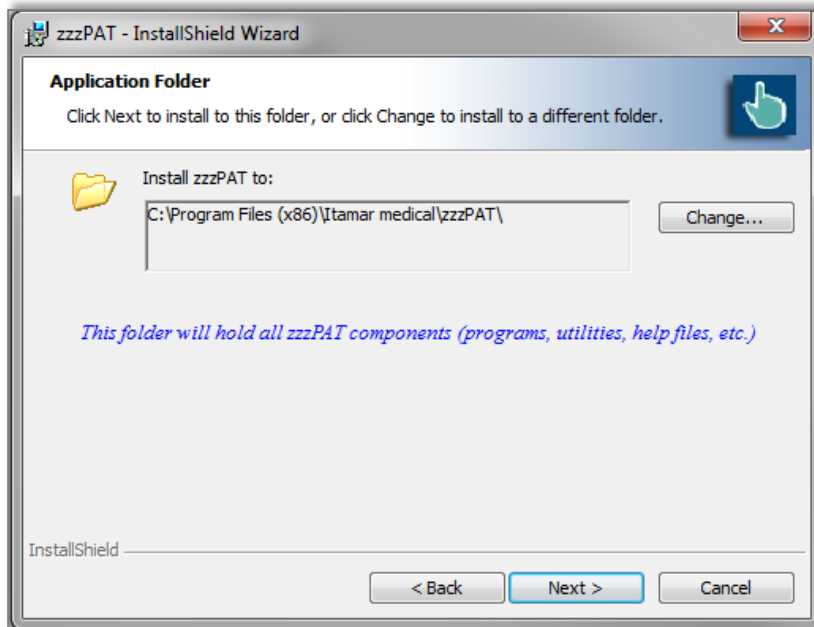 zzzPAT - InstallShield Wizard
Application Folder
Click Next to install to this folder, or click Change to install to a different folder.
Install zzzPAT to:
C:\Program Files (x86)\Itamar medical\zzzPAT\
Change...
This folder will hold all zzzPAT components (programs, utilities, help files, etc.)
InstallShield
< Back
Next >
Cancel